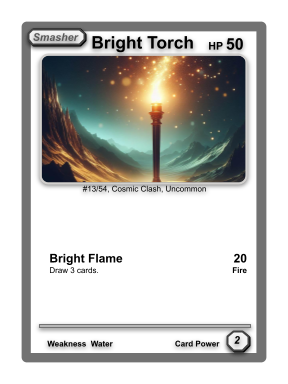 Smasher Bright Torch HP 50
#13/54, Cosmic Clash, Uncommon
Bright Flame 20
Draw 3 cards. Fire
Weakness Water Card Power 2